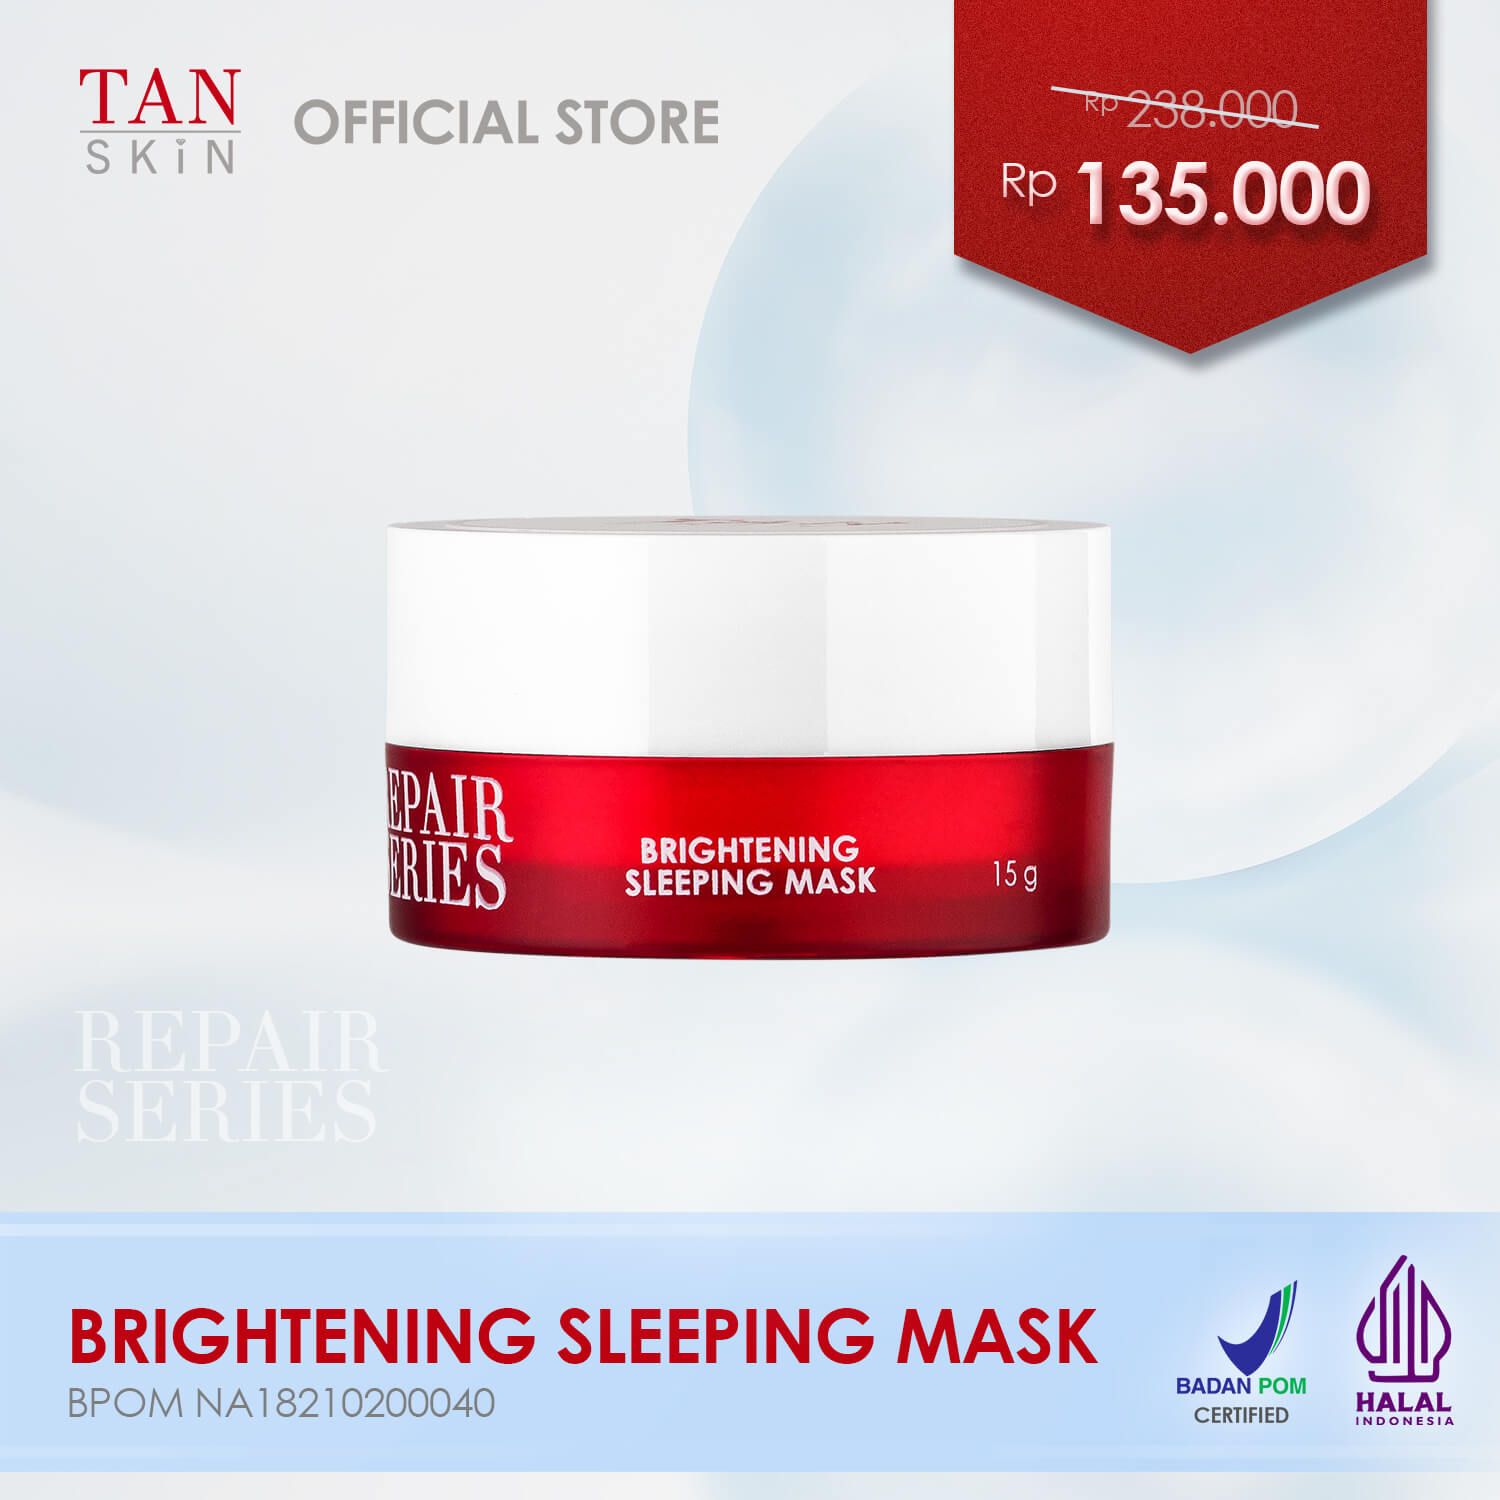 TAN
SKiN
OFFICIAL STORE
Rp 238.000
Rp 135.000
EPAIR
ERIES
BRIGHTENING
SLEEPING MASK
15 g
REPAIR
SERIES
BRIGHTENING SLEEPING MASK
BPOM NA18210200040
BADAN POM
CERTIFIED
HALAL
INDONESIA